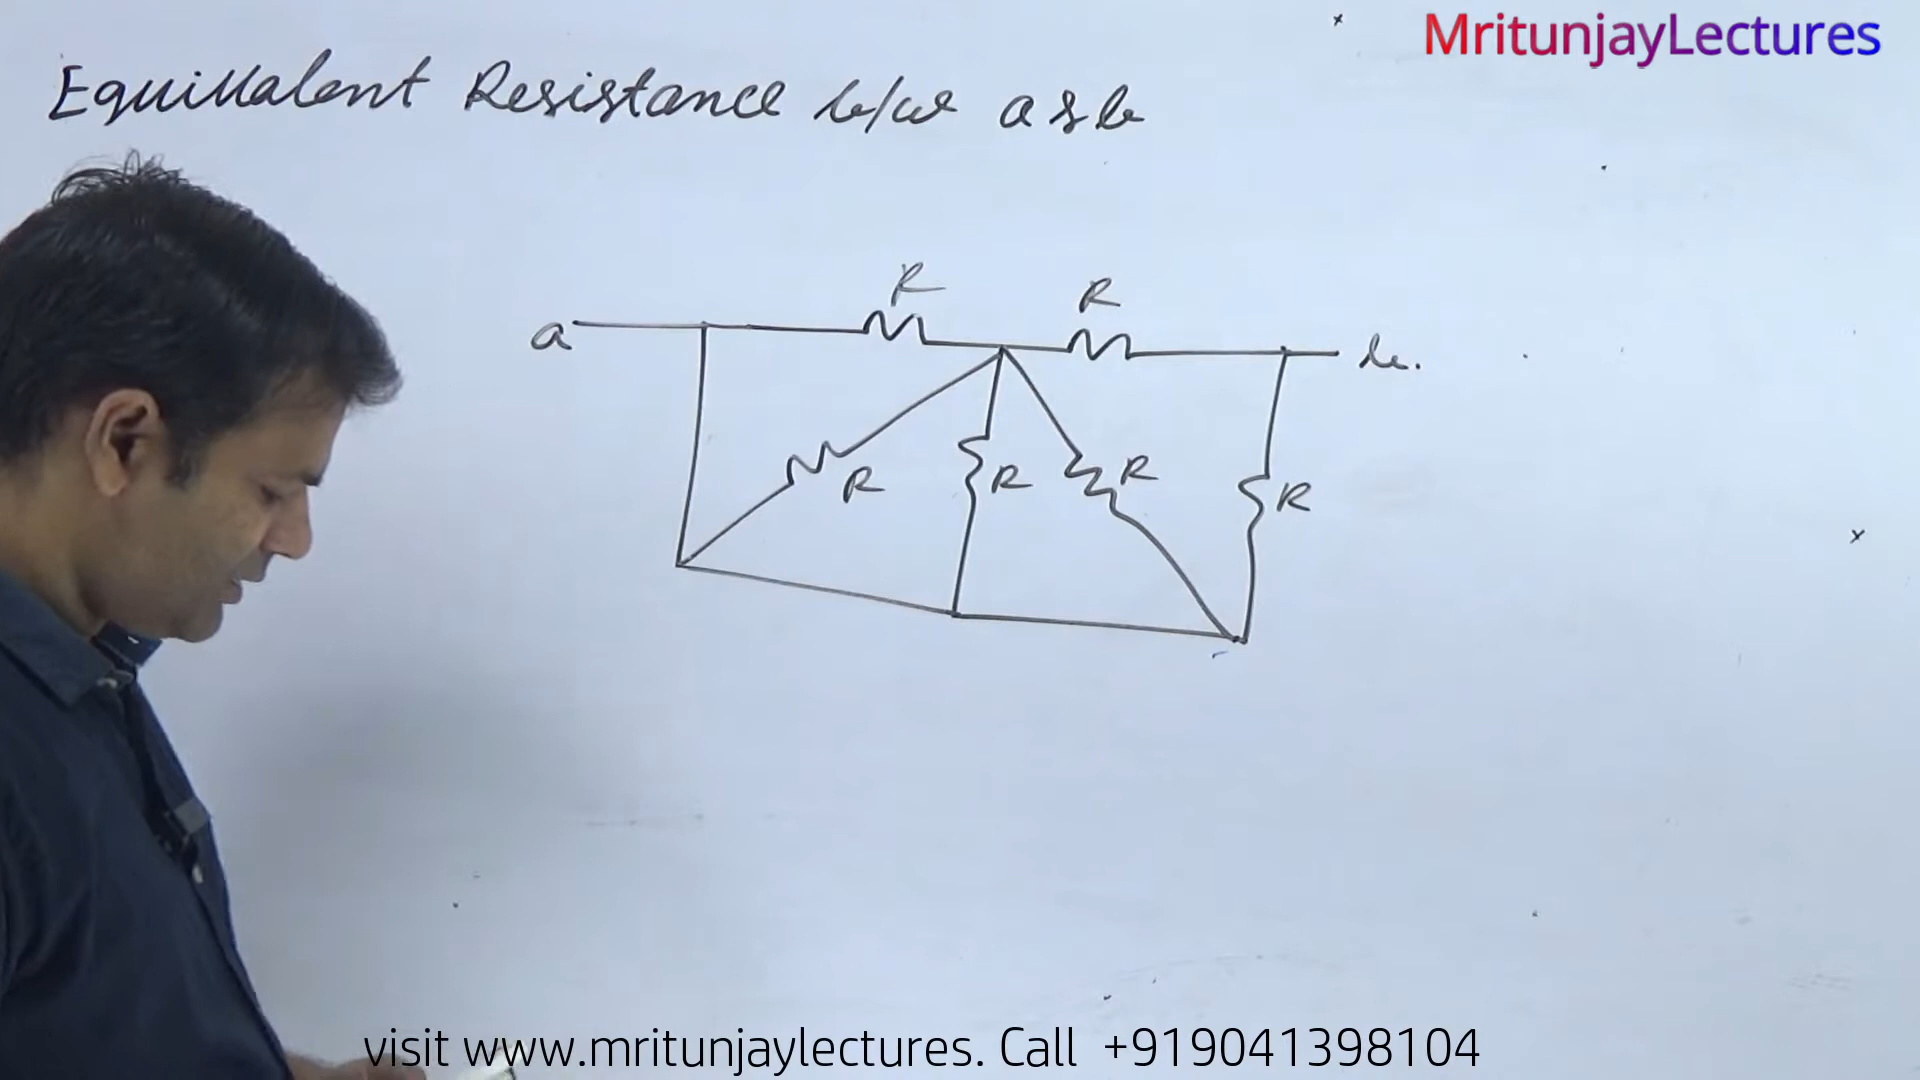 MritunjayLectures
Equivalent Resistance b/w a & b
R
R
a
b.
R
R
R
R
visit www.mritunjaylectures. Call +919041398104